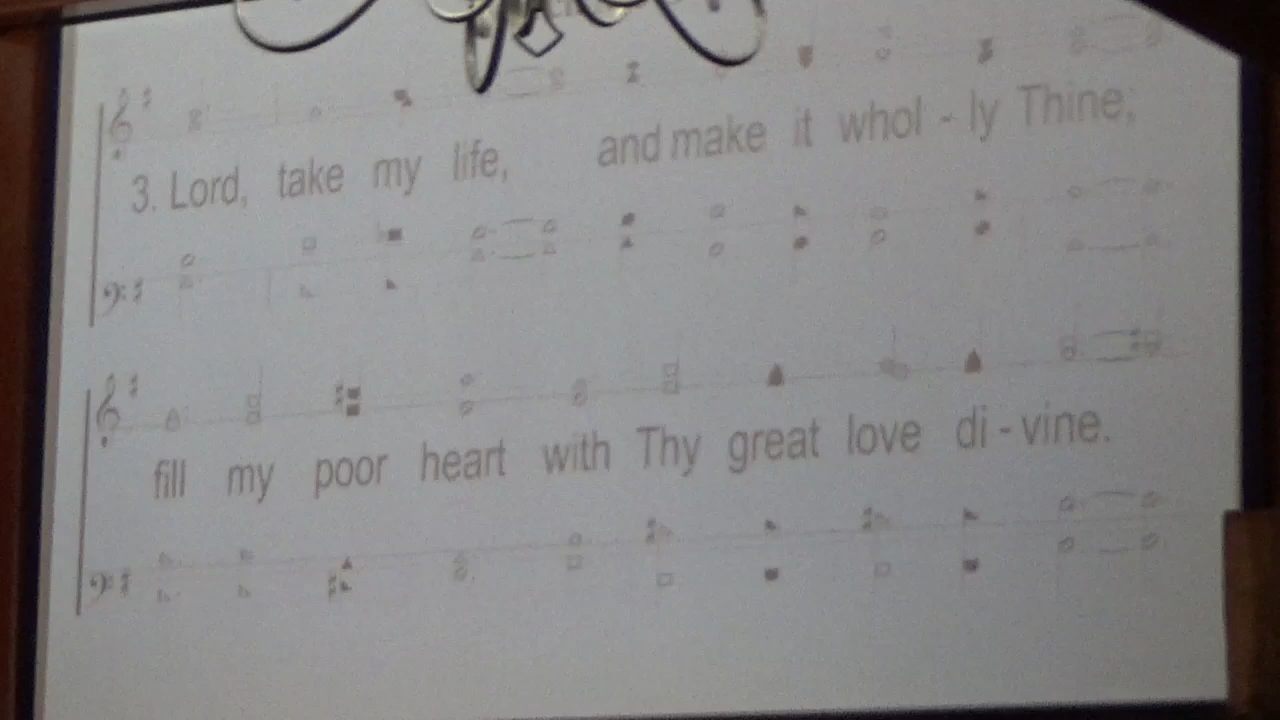 3. Lord, take my life, and make it whol - ly Thine,
fill my poor heart with Thy great love di - vine.